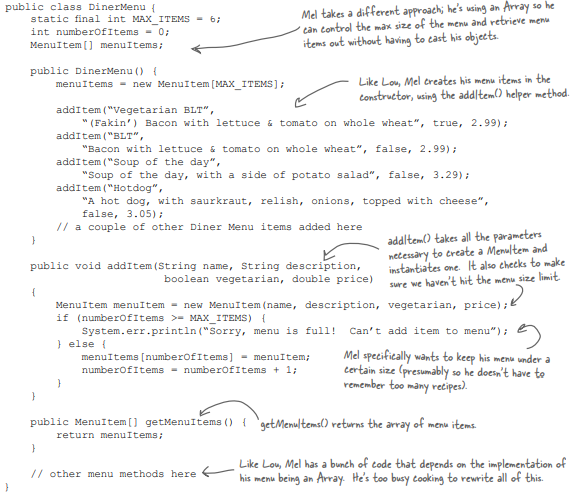 public class DinerMenu {
static final int MAX_ITEMS = 6;
int numberOfItems = 0;
MenuItem[] menuItems;
Mel takes a different approach; he's using an Array so he
can control the max size of the menu and retrieve menu
items out without having to cast his objects.
public DinerMenu() {
menuItems = new MenuItem[MAX_ITEMS];
Like Lou, Mel creates his menu items in the
constructor, using the addItem() helper method.
addItem(“Vegetarian BLT”,
“(Fakin’) Bacon with lettuce & tomato on whole wheat”, true, 2.99);
addItem(“BLT”,
“Bacon with lettuce & tomato on whole wheat”, false, 2.99);
addItem(“Soup of the day”,
“Soup of the day, with a side of potato salad”, false, 3.29);
addItem(“Hotdog”,
“A hot dog, with saurkraut, relish, onions, topped with cheese”,
false, 3.05);
// a couple of other Diner Menu items added here
}
public void addItem(String name, String description,
boolean vegetarian, double price)
addItem() takes all the parameters
necessary to create a MenuItem and
instantiates one. It also checks to make
sure we haven't hit the menu size limit.
{
MenuItem menuItem = new MenuItem(name, description, vegetarian, price);
if (numberOfItems >= MAX_ITEMS) {
System.err.println(“Sorry, menu is full!  Can’t add item to menu”);
} else {
menuItems[numberOfItems] = menuItem;
numberOfItems = numberOfItems + 1;
}
}
Mel specifically wants to keep his menu under a
certain size (presumably so he doesn't have to
remember too many recipes).
public MenuItem[] getMenuItems() {
return menuItems;
}
getMenuItems() returns the array of menu items.
// other menu methods here
}
Like Lou, Mel has a bunch of code that depends on the implementation of
his menu being an Array. He's too busy cooking to rewrite all of this.